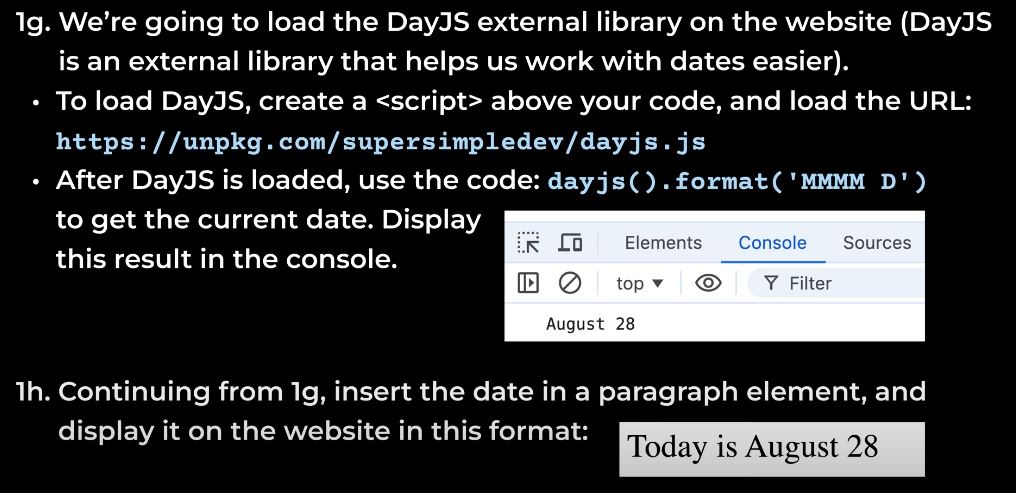 1g. We're going to load the DayJS external library on the website (DayJS
is an external library that helps us work with dates easier).
• To load DayJS, create a <script> above your code, and load the URL:
https://unpkg.com/supersimpledev/dayjs.js
• After DayJS is loaded, use the code: dayjs().format('MMMM D')
to get the current date. Display
this result in the console.
Elements Console Sources
top ▼ Filter
August 28
1h. Continuing from 1g, insert the date in a paragraph element, and
display it on the website in this format:
Today is August 28